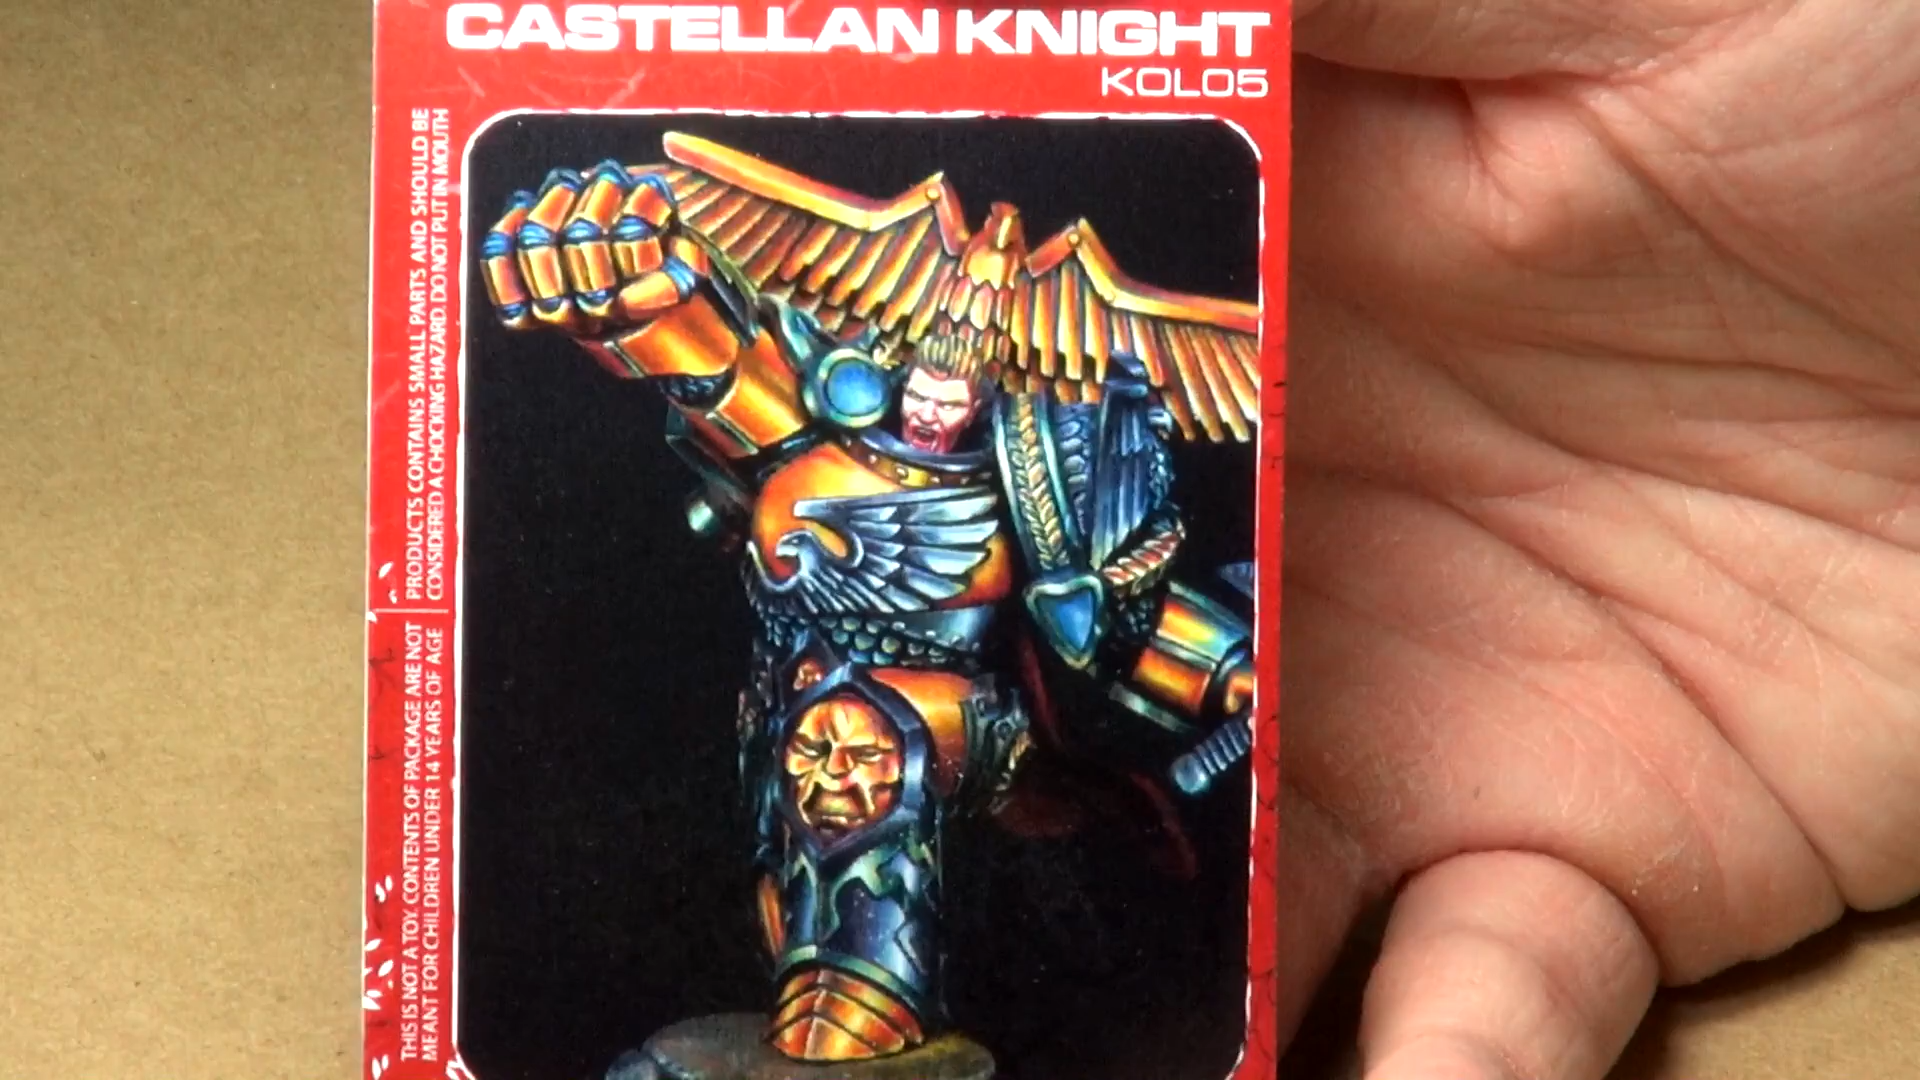 CASTELLAN KNIGHT
KOLO5
PRODUCTS CONTAINS SMALL PARTS AND SHOULD BE
CONSIDERED A CHOCKING HAZARD. DO NOT PUT IN MOUTH
THIS IS NOT A TOY. CONTENTS OF PACKAGE ARE NOT
MEANT FOR CHILDREN UNDER 14 YEARS OF AGE